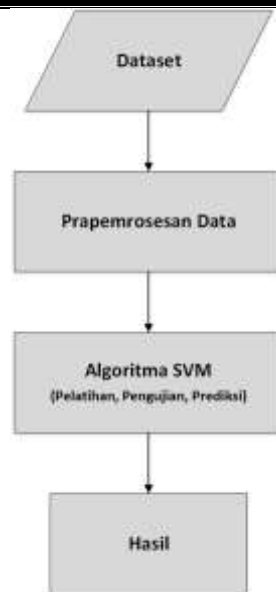 Dataset
Prapemrosesan Data
Algoritma SVM
(Pelatihan, Pengujian, Prediksi)
Hasil